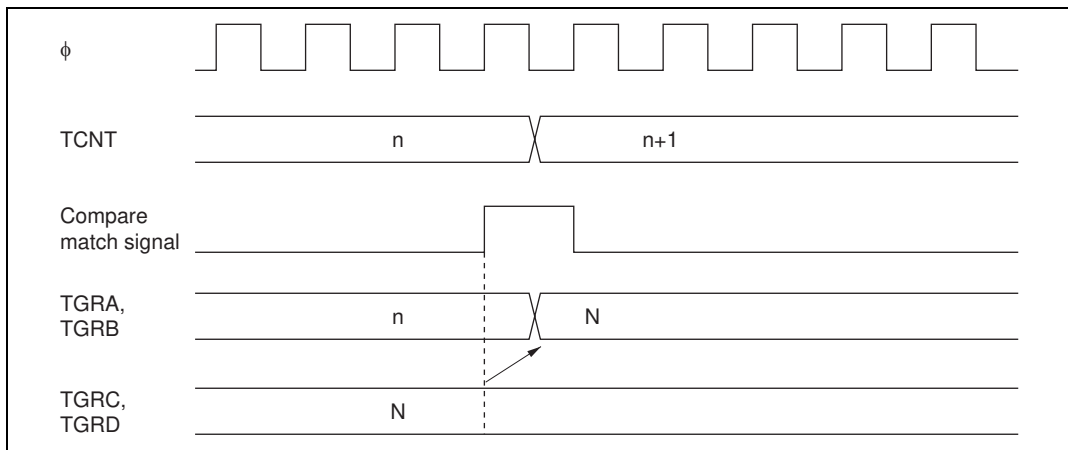 ϕ
TCNT
n
n+1
Compare
match signal
TGRA,
TGRB
n
N
TGRC,
TGRD
N